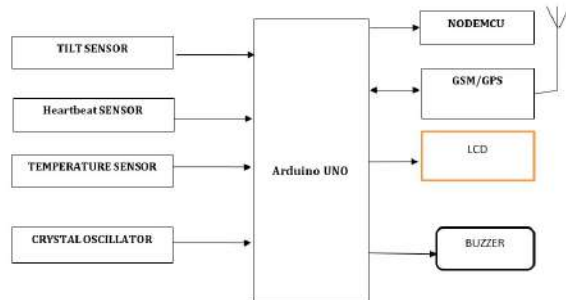 TILT SENSOR
Heartbeat SENSOR
TEMPERATURE SENSOR
CRYSTAL OSCILLATOR
Arduino UNO
NODEMCU
GSM/GPS
LCD
BUZZER